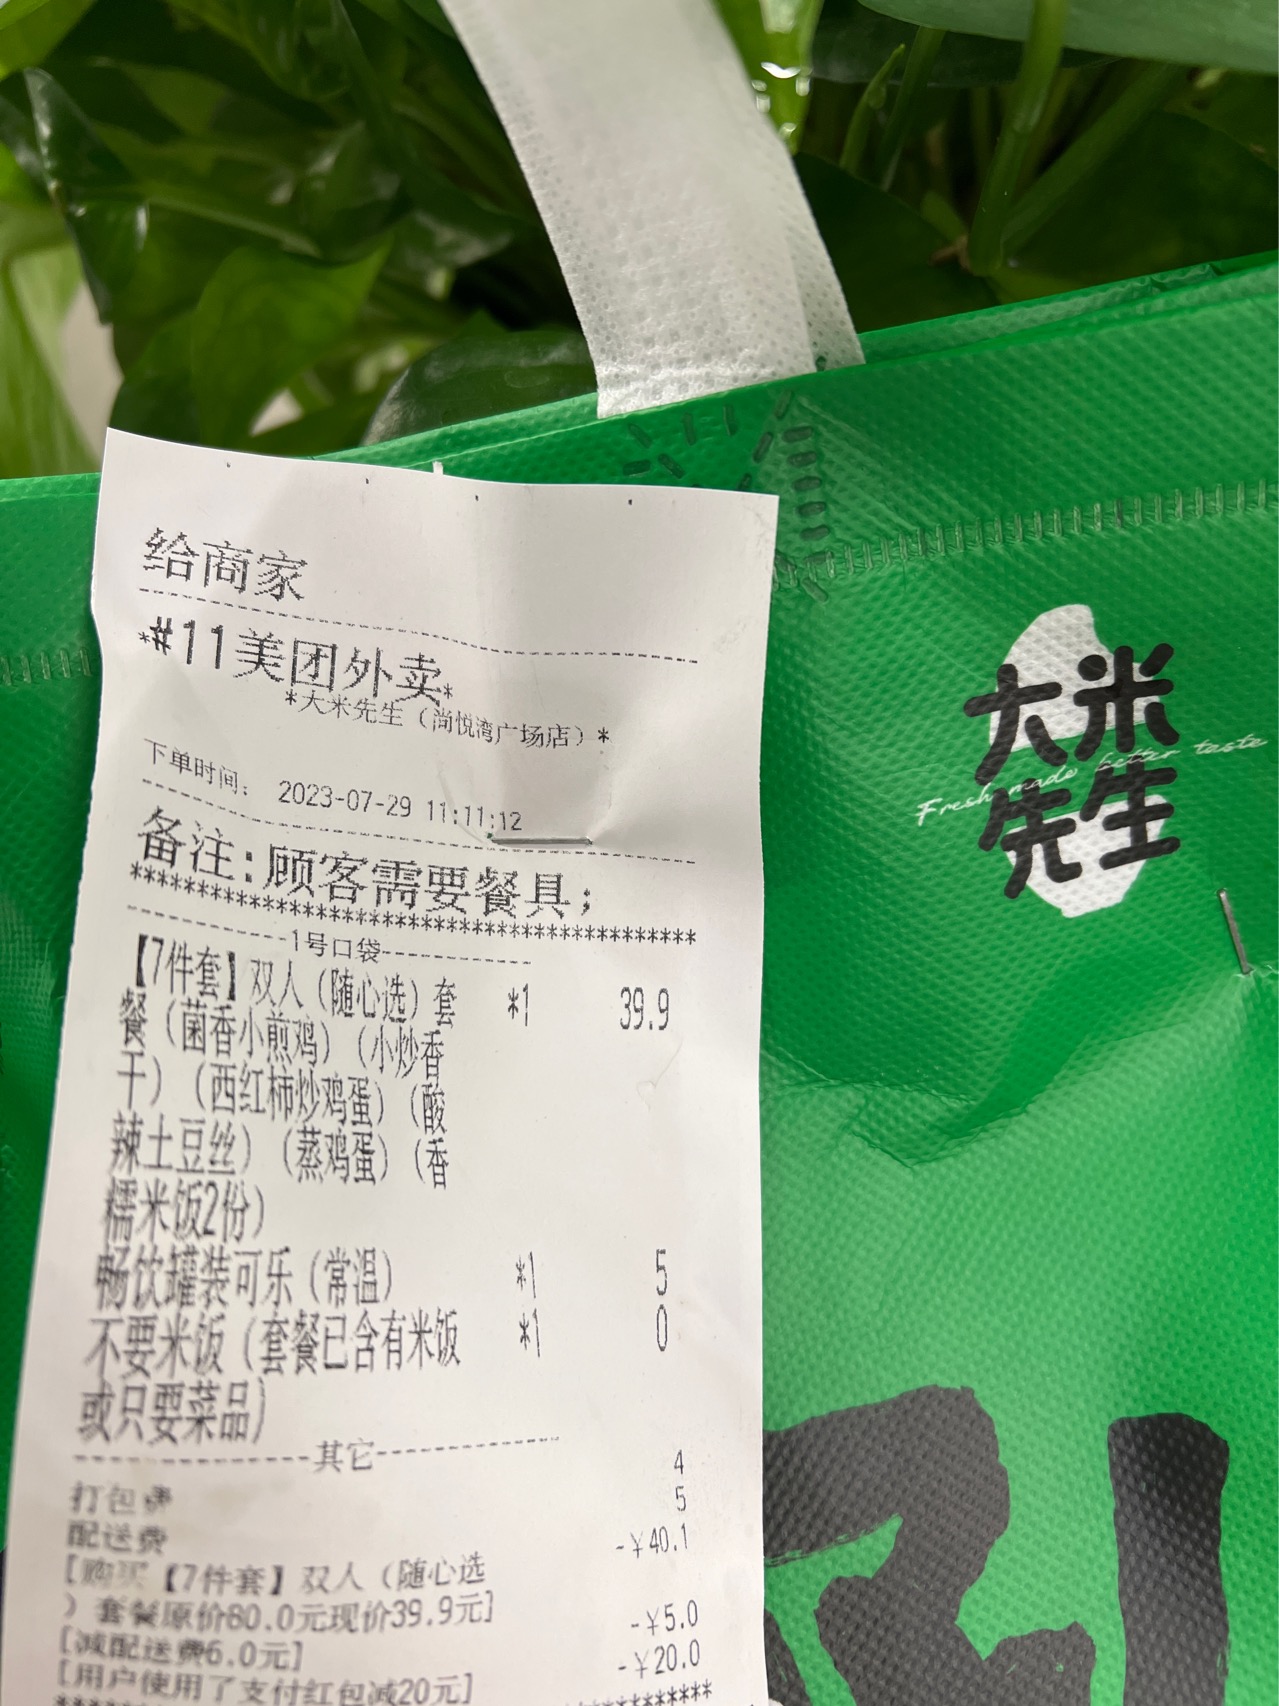 给商家
*#11美团外卖*
*大米先生（尚悦湾广场店）*
下单时间： 2023-07-29 11:11:12
备注:顾客需要餐具;
******************************************
------------1号口袋------------
【7件套】双人（随心选）套 *1 39.9
餐（菌香小煎鸡）（小炒香
干）（西红柿炒鸡蛋）（酸
辣土豆丝）（蒸鸡蛋）（香
糯米饭2份）
畅饮罐装可乐（常温） *1 5
不要米饭（套餐已含有米饭 *1 0
或只要菜品）
----------------其它----------------
打包费 4
配送费 5
[购买【7件套】双人（随心选 -￥40.1
）套餐原价80.0元现价39.9元]
[减配送费6.0元] -￥5.0
[用户使用了支付红包减20元] -￥20.0
大米
先生
Fresh made better taste